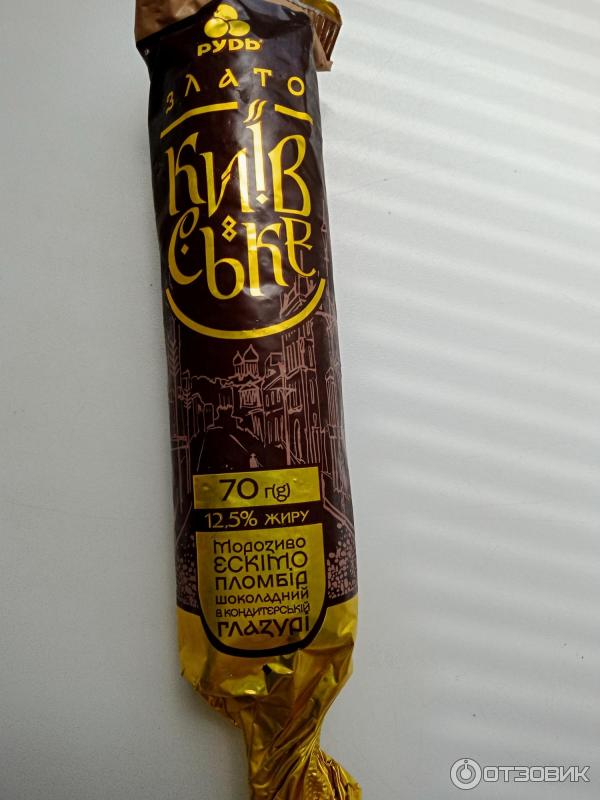 РУДЬ
ЗЛАТО
КИЇВ
СЬКЕ
70 г(g)
12,5% ЖИРУ
МОРОЗИВО
ЕСКІМО
ПЛОМБІР
ШОКОЛАДНИЙ
В КОНДИТЕРСЬКІЙ
ГЛАЗУРІ
ОТЗОВИК